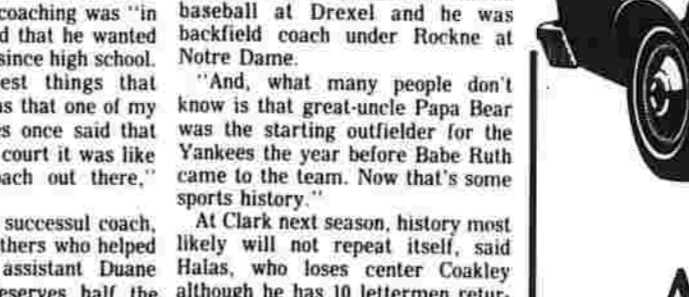 coaching was "in
d that he wanted
since high school.
est things that
as that one of my
s once said that
court it was like
ach out there,"
successul coach,
thers who helped
assistant Duane
eserves half the
baseball at Drexel and he was
backfield coach under Rockne at
Notre Dame.
"And, what many people don't
know is that great-uncle Papa Bear
was the starting outfielder for the
Yankees the year before Babe Ruth
came to the team. Now that's some
sports history."
At Clark next season, history most
likely will not repeat itself, said
Halas, who loses center Coakley
although he has 10 lettermen retur-